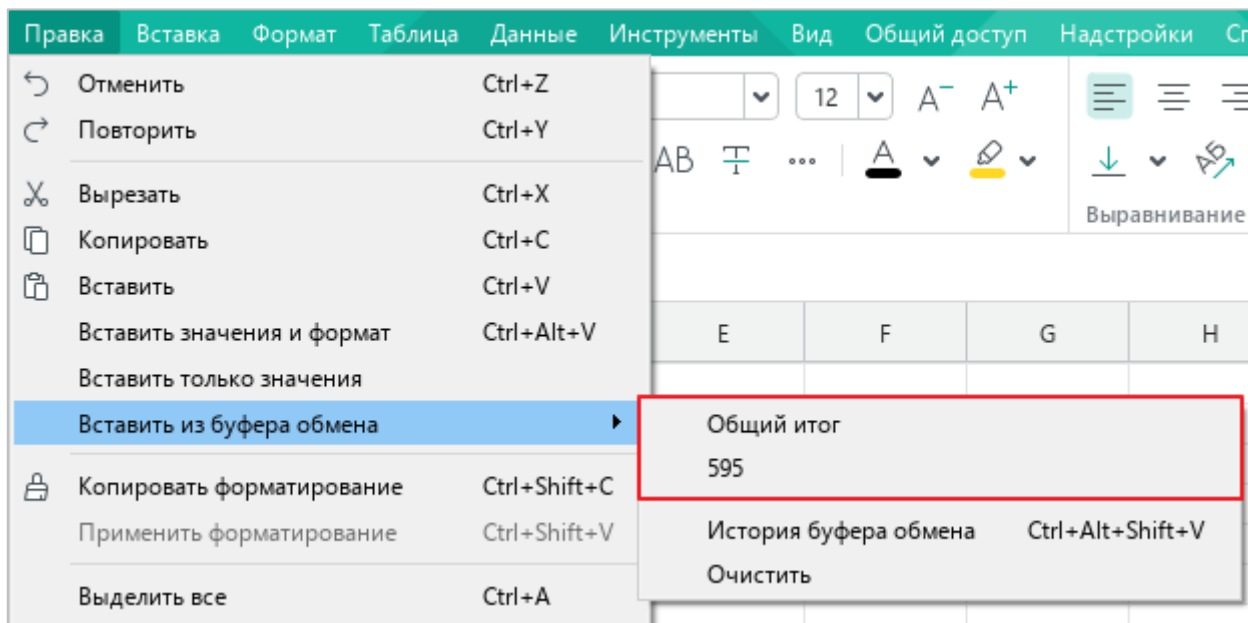 Правка Вставка Формат Таблица Данные Инструменты Вид Общий доступ Надстройки
Отменить Ctrl+Z
12 A⁻ A⁺
Повторить Ctrl+Y
АВ A
Вырезать Ctrl+X
АБ
Выравнивание
Копировать Ctrl+C
Вставить Ctrl+V
Вставить значения и формат Ctrl+Alt+V
E F G H
Вставить только значения
Вставить из буфера обмена
Общий итог
595
Копировать форматирование Ctrl+Shift+C
Применить форматирование Ctrl+Shift+V
История буфера обмена Ctrl+Alt+Shift+V
Очистить
Выделить все Ctrl+A